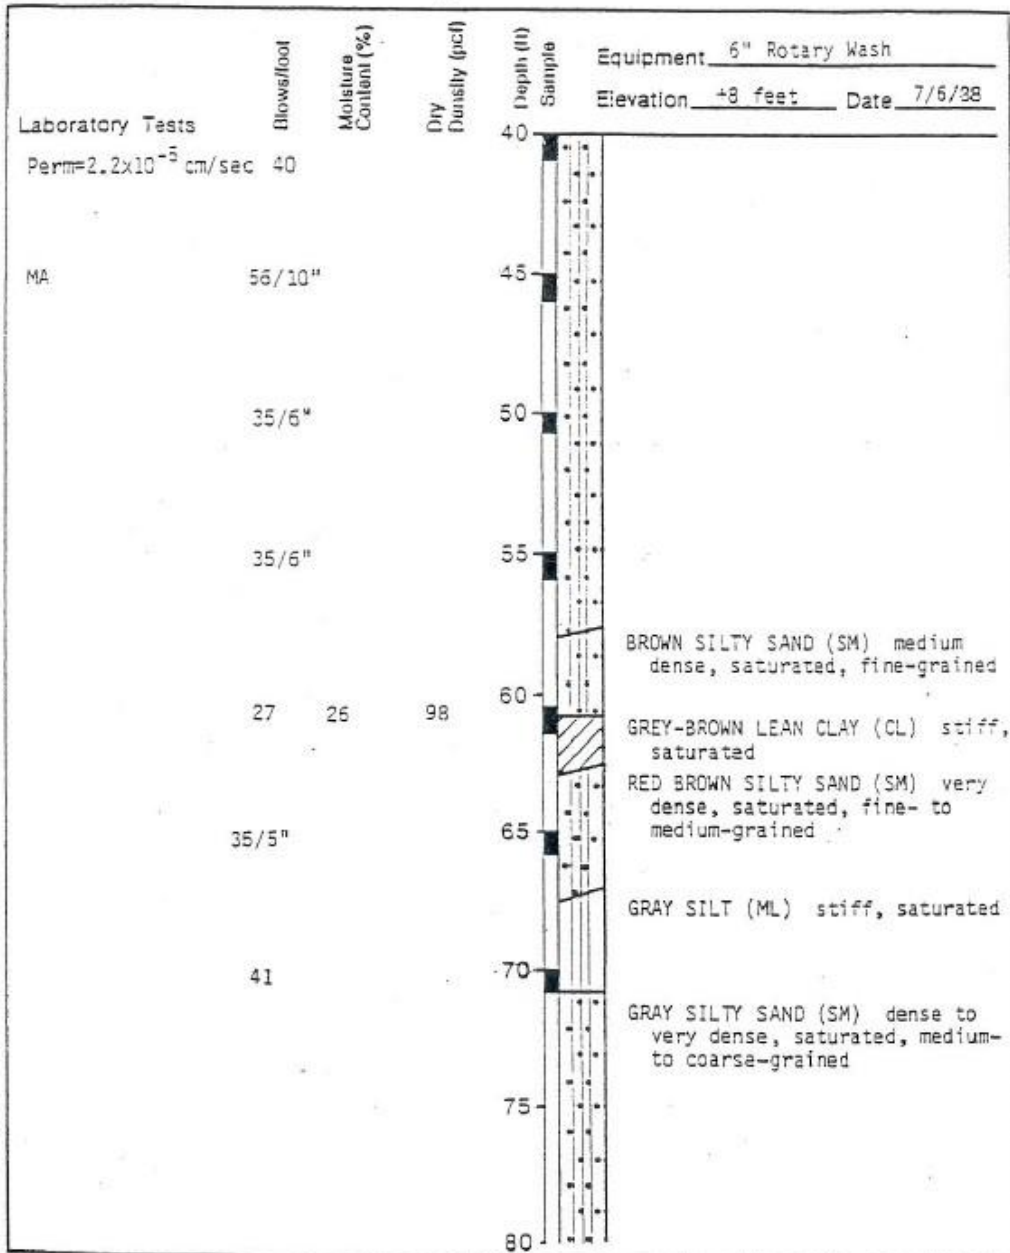 Equipment 6" Rotary Wash
Elevation +8 feet Date 7/6/88
Laboratory Tests
Blows/foot
Moisture
Content (%)
Dry
Density (pcf)
Depth (ft)
Sample
40
Perm=2.2x10⁻⁵ cm/sec 40
MA 56/10" 45
35/6" 50
35/6" 55
BROWN SILTY SAND (SM) medium
dense, saturated, fine-grained
60
27 26 98
GREY-BROWN LEAN CLAY (CL) stiff,
saturated
RED BROWN SILTY SAND (SM) very
dense, saturated, fine- to
medium-grained
35/5" 65
GRAY SILT (ML) stiff, saturated
41 70
GRAY SILTY SAND (SM) dense to
very dense, saturated, medium-
to coarse-grained
75
80